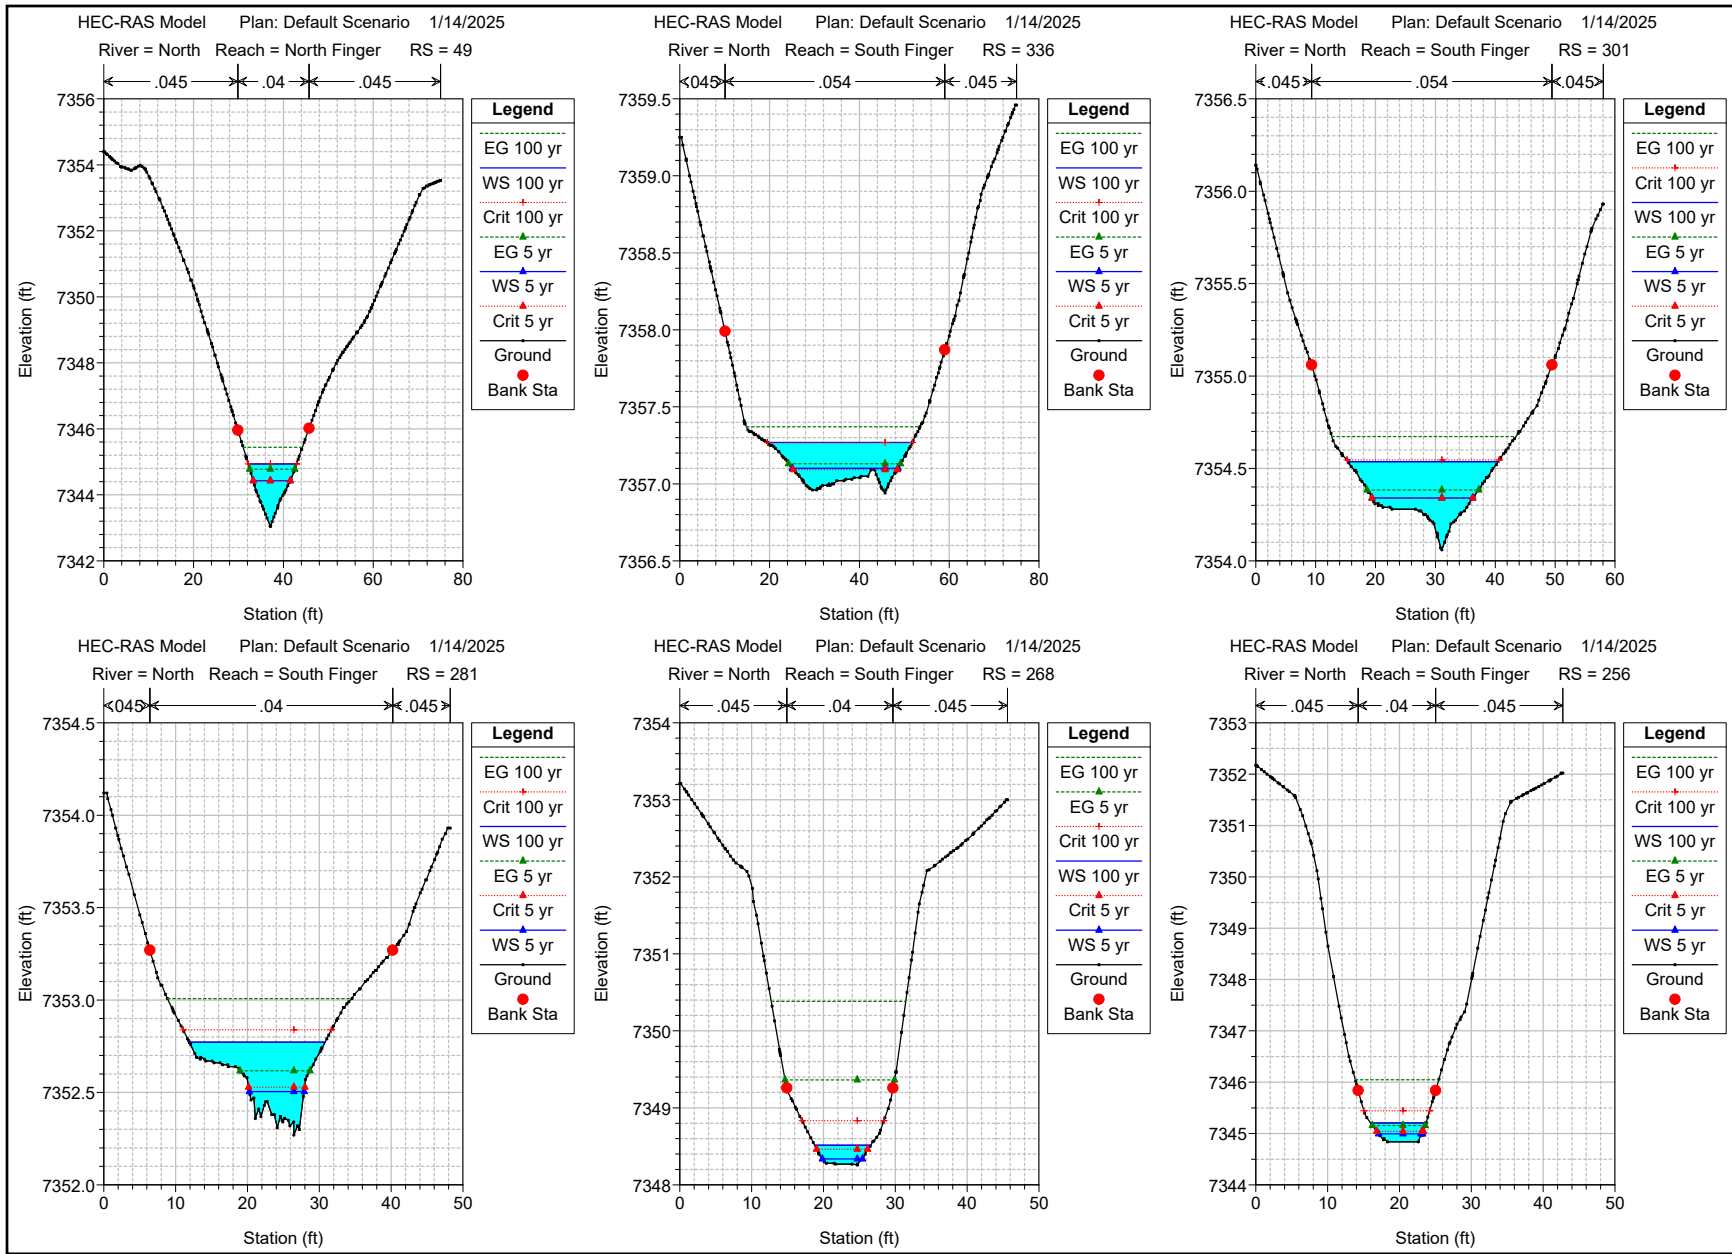 HEC-RAS Model Plan: Default Scenario 1/14/2025
River = North Reach = North Finger RS = 49
.045 .04 .045
7356
7354
7352
7350
7348
7346
7344
7342
Elevation (ft)
0 20 40 60 80
Station (ft)
Legend
EG 100 yr
WS 100 yr
Crit 100 yr
EG 5 yr
WS 5 yr
Crit 5 yr
Ground
Bank Sta
HEC-RAS Model Plan: Default Scenario 1/14/2025
River = North Reach = South Finger RS = 336
.045 .054 .045
7359.5
7359.0
7358.5
7358.0
7357.5
7357.0
7356.5
Elevation (ft)
0 20 40 60 80
Station (ft)
Legend
EG 100 yr
WS 100 yr
Crit 100 yr
EG 5 yr
WS 5 yr
Crit 5 yr
Ground
Bank Sta
HEC-RAS Model Plan: Default Scenario 1/14/2025
River = North Reach = South Finger RS = 301
.045 .054 .045
7356.5
7356.0
7355.5
7355.0
7354.5
7354.0
Elevation (ft)
0 10 20 30 40 50 60
Station (ft)
Legend
EG 100 yr
Crit 100 yr
WS 100 yr
EG 5 yr
WS 5 yr
Crit 5 yr
Ground
Bank Sta
HEC-RAS Model Plan: Default Scenario 1/14/2025
River = North Reach = South Finger RS = 281
.045 .04 .045
7354.5
7354.0
7353.5
7353.0
7352.5
7352.0
Elevation (ft)
0 10 20 30 40 50
Station (ft)
Legend
EG 100 yr
Crit 100 yr
WS 100 yr
EG 5 yr
Crit 5 yr
WS 5 yr
Ground
Bank Sta
HEC-RAS Model Plan: Default Scenario 1/14/2025
River = North Reach = South Finger RS = 268
.045 .04 .045
7354
7353
7352
7351
7350
7349
7348
Elevation (ft)
0 10 20 30 40 50
Station (ft)
Legend
EG 100 yr
EG 5 yr
Crit 100 yr
WS 100 yr
Crit 5 yr
WS 5 yr
Ground
Bank Sta
HEC-RAS Model Plan: Default Scenario 1/14/2025
River = North Reach = South Finger RS = 256
.045 .04 .045
7353
7352
7351
7350
7349
7348
7347
7346
7345
7344
Elevation (ft)
0 10 20 30 40 50
Station (ft)
Legend
EG 100 yr
Crit 100 yr
WS 100 yr
EG 5 yr
Crit 5 yr
WS 5 yr
Ground
Bank Sta